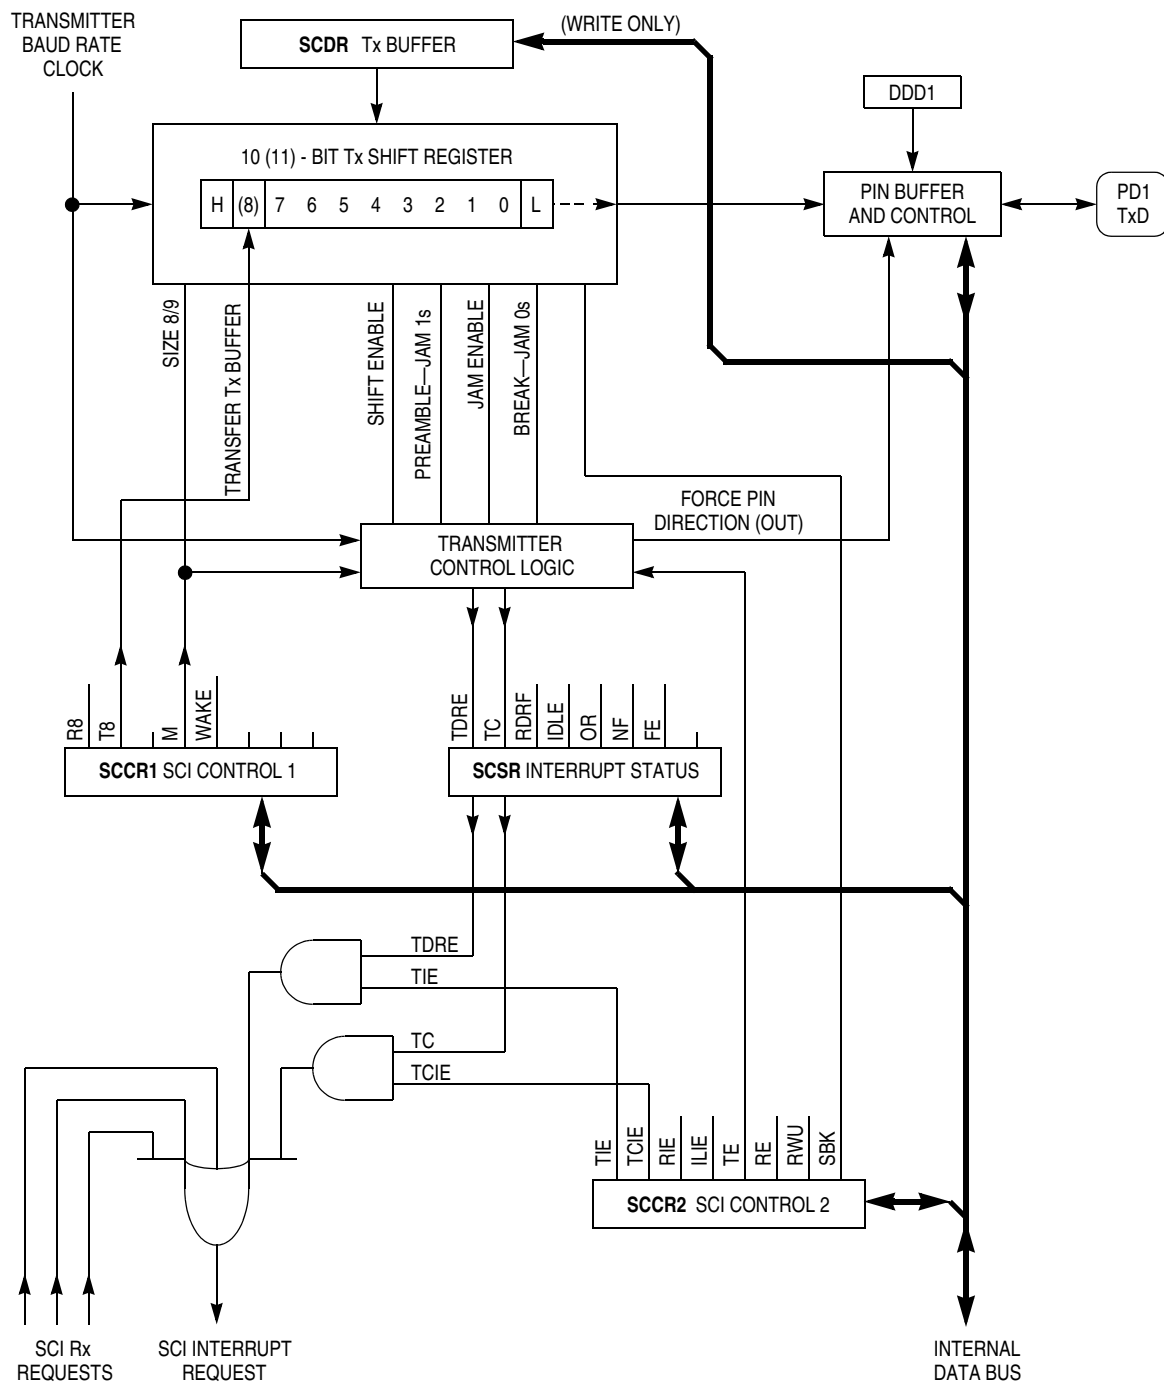 TRANSMITTER
BAUD RATE
CLOCK
SCDR Tx BUFFER
(WRITE ONLY)
DDD1
10 (11) - BIT Tx SHIFT REGISTER
H (8) 7 6 5 4 3 2 1 0 L
PIN BUFFER
AND CONTROL
PD1
TxD
SIZE 8/9
TRANSFER Tx BUFFER
SHIFT ENABLE
PREAMBLE—JAM 1s
JAM ENABLE
BREAK—JAM 0s
FORCE PIN
DIRECTION (OUT)
TRANSMITTER
CONTROL LOGIC
R8
T8
M
WAKE
TDRE
TC
RDRF
IDLE
OR
NF
FE
SCCR1 SCI CONTROL 1
SCSR INTERRUPT STATUS
TDRE
TIE
TC
TCIE
TIE
TCIE
RIE
ILIE
TE
RE
RWU
SBK
SCCR2 SCI CONTROL 2
SCI Rx
REQUESTS
SCI INTERRUPT
REQUEST
INTERNAL
DATA BUS